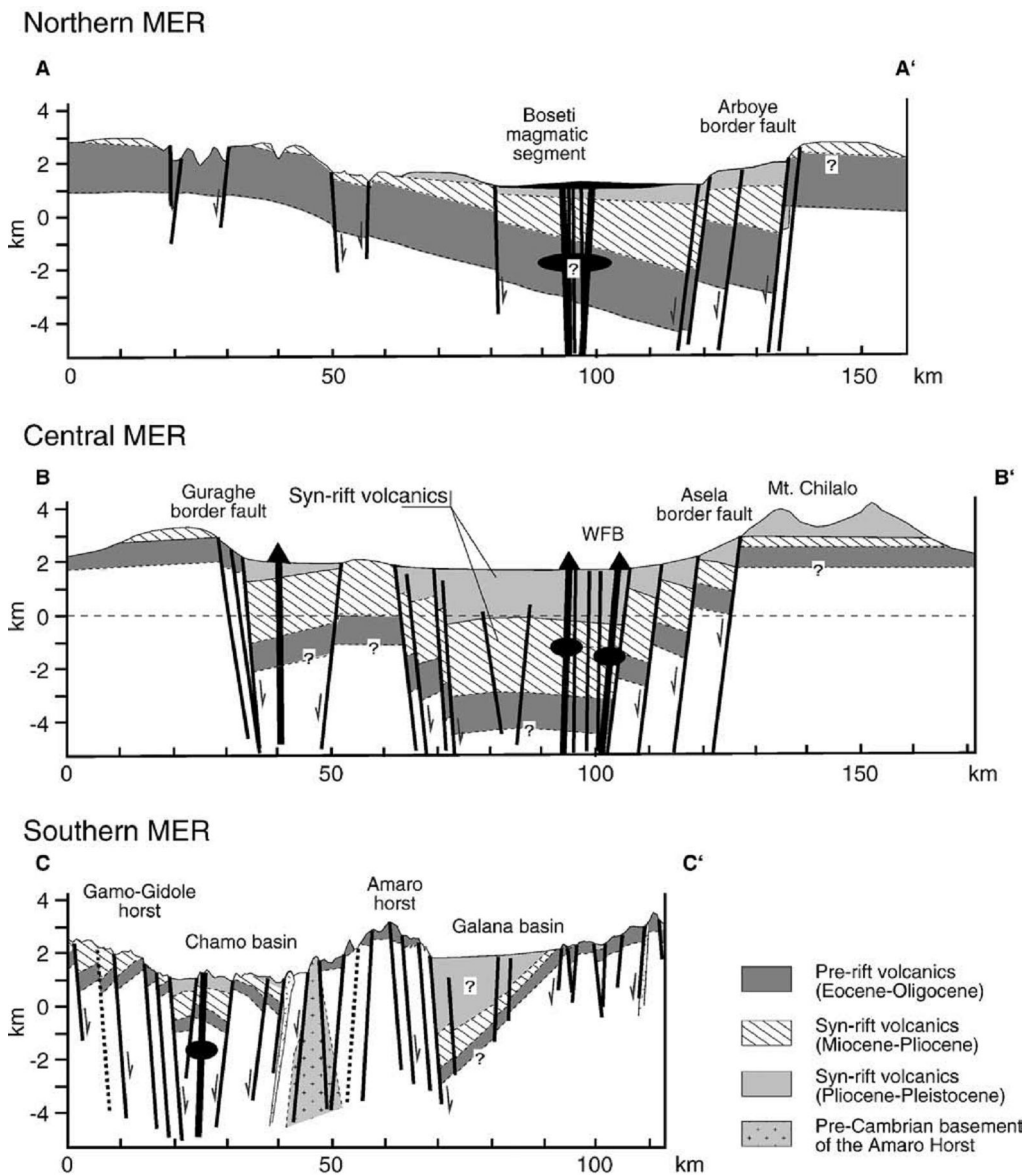 Northern MER
A
A'
Boseti
magmatic
segment
Arboye
border fault
4
2
0
-2
-4
km
?
?
0
50
100
150
km
Central MER
B
B'
Guraghe
border fault
Syn-rift volcanics
WFB
Asela
border fault
Mt. Chilalo
4
2
0
-2
-4
km
?
?
?
?
0
50
100
150
km
Southern MER
C
C'
Gamo-Gidole
horst
Chamo basin
Amaro
horst
Galana basin
4
2
0
-2
-4
km
?
?
0
50
100
km
Pre-rift volcanics
(Eocene-Oligocene)
Syn-rift volcanics
(Miocene-Pliocene)
Syn-rift volcanics
(Pliocene-Pleistocene)
Pre-Cambrian basement
of the Amaro Horst